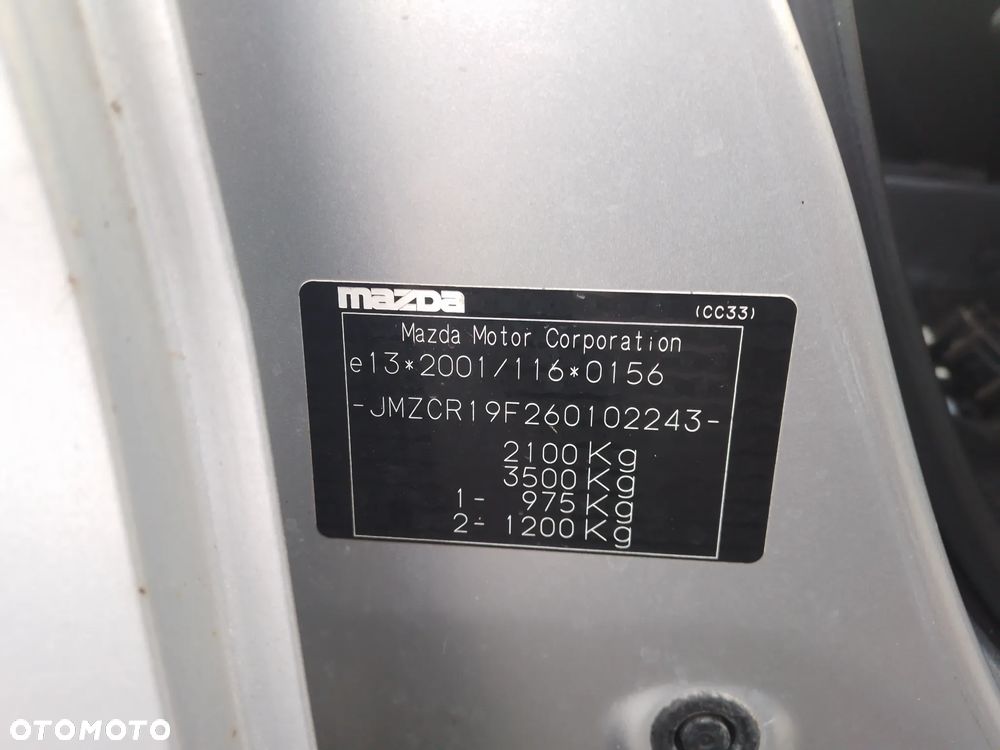 mazda
(CC33)
Mazda Motor Corporation
e13*2001/116*0156
-JMZCR19F260102243-
2100Kg
3500Kg
1- 975Kg
2- 1200Kg
OTOMOTO